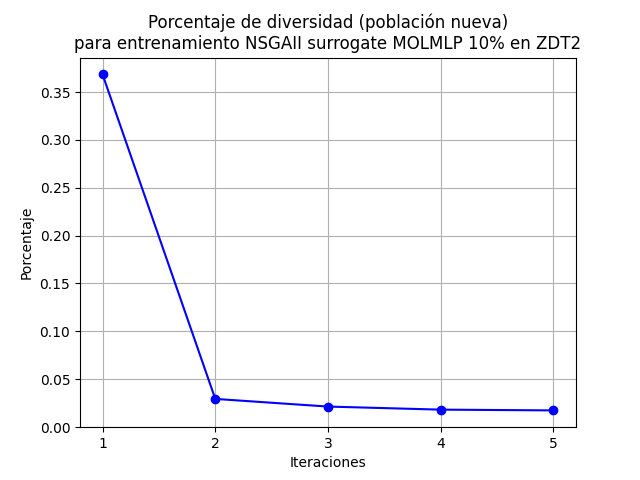 Porcentaje de diversidad (población nueva)
para entrenamiento NSGAII surrogate MOLMLP 10% en ZDT2
Porcentaje
0.35
0.30
0.25
0.20
0.15
0.10
0.05
0.00
1 2 3 4 5
Iteraciones